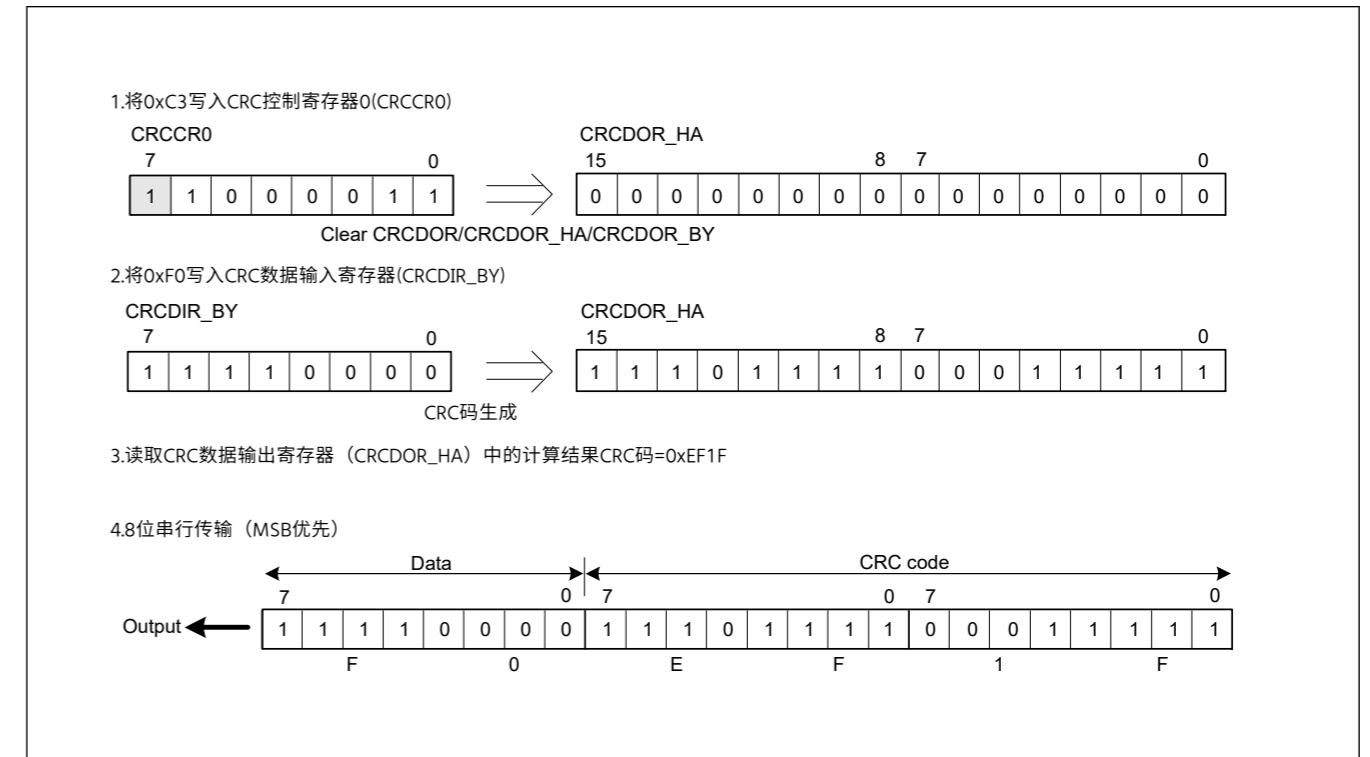 1.将0xC3写入CRC控制寄存器0(CRCCR0)
CRCCR0 CRCDOR_HA
7 0 15 8 7 0
1 1 0 0 0 0 1 1 0 0 0 0 0 0 0 0 0 0 0 0 0 0 0 0
Clear CRCDOR/CRCDOR_HA/CRCDOR_BY
2.将0xF0写入CRC数据输入寄存器(CRCDIR_BY)
CRCDIR_BY CRCDOR_HA
7 0 15 8 7 0
1 1 1 1 0 0 0 0 1 1 1 0 1 1 1 1 0 0 0 1 1 1 1 1
CRC码生成
3.读取CRC数据输出寄存器（CRCDOR_HA）中的计算结果CRC码=0xEF1F
4.8位串行传输（MSB优先）
Data CRC code
7 0 7 0 7 0
Output 1 1 1 1 0 0 0 0 1 1 1 0 1 1 1 1 0 0 0 1 1 1 1 1
F 0 E F 1 F